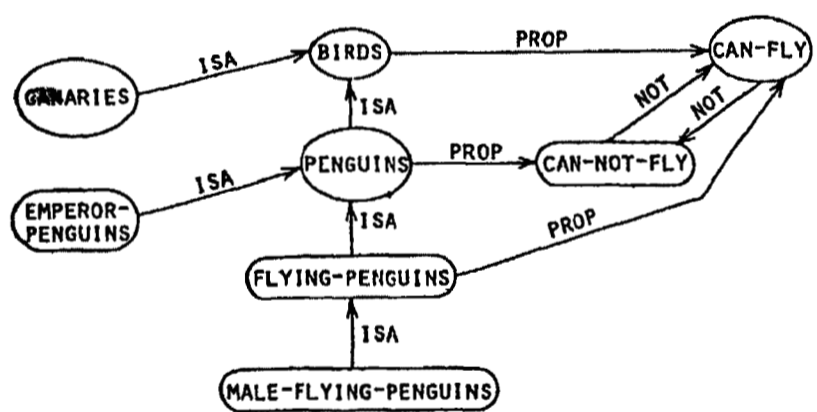 BIRDS
PROP
CAN-FLY
ISA
CANARIES
ISA
NOT
NOT
PENGUINS
PROP
CAN-NOT-FLY
ISA
EMPEROR-
PENGUINS
ISA
PROP
FLYING-PENGUINS
ISA
MALE-FLYING-PENGUINS